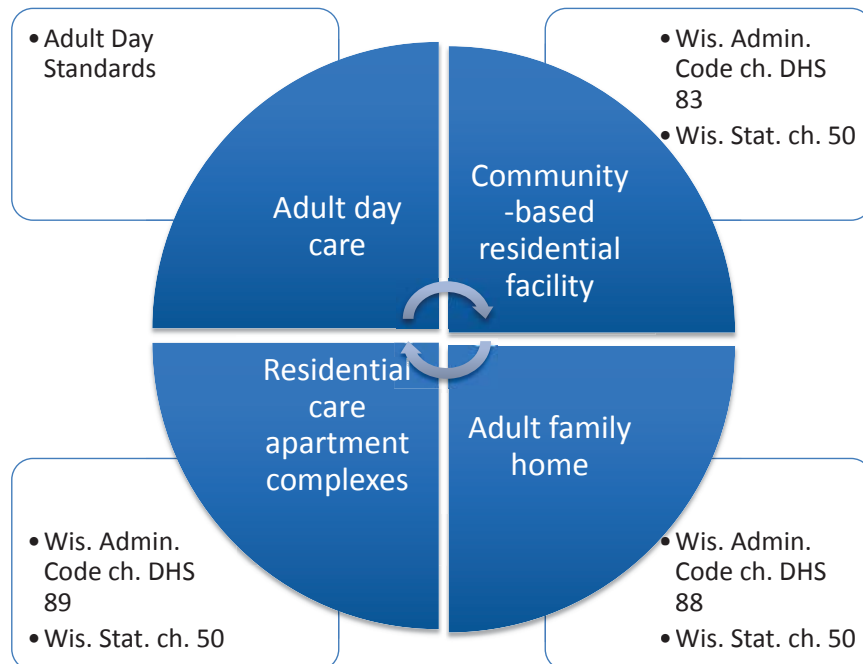 • Adult Day
Standards
• Wis. Admin.
Code ch. DHS
83
• Wis. Stat. ch. 50
Adult day
care
Community
-based
residential
facility
Residential
care
apartment
complexes
Adult family
home
• Wis. Admin.
Code ch. DHS
89
• Wis. Stat. ch. 50
• Wis. Admin.
Code ch. DHS
88
• Wis. Stat. ch. 50